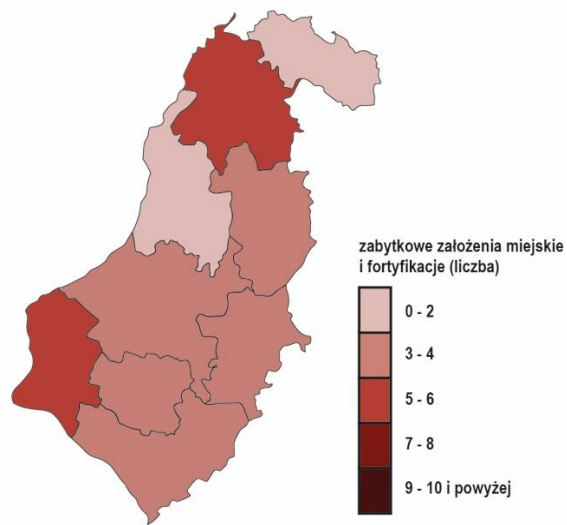 zabytkowe założenia miejskie
i fortyfikacje (liczba)
0 - 2
3 - 4
5 - 6
7 - 8
9 - 10 i powyżej